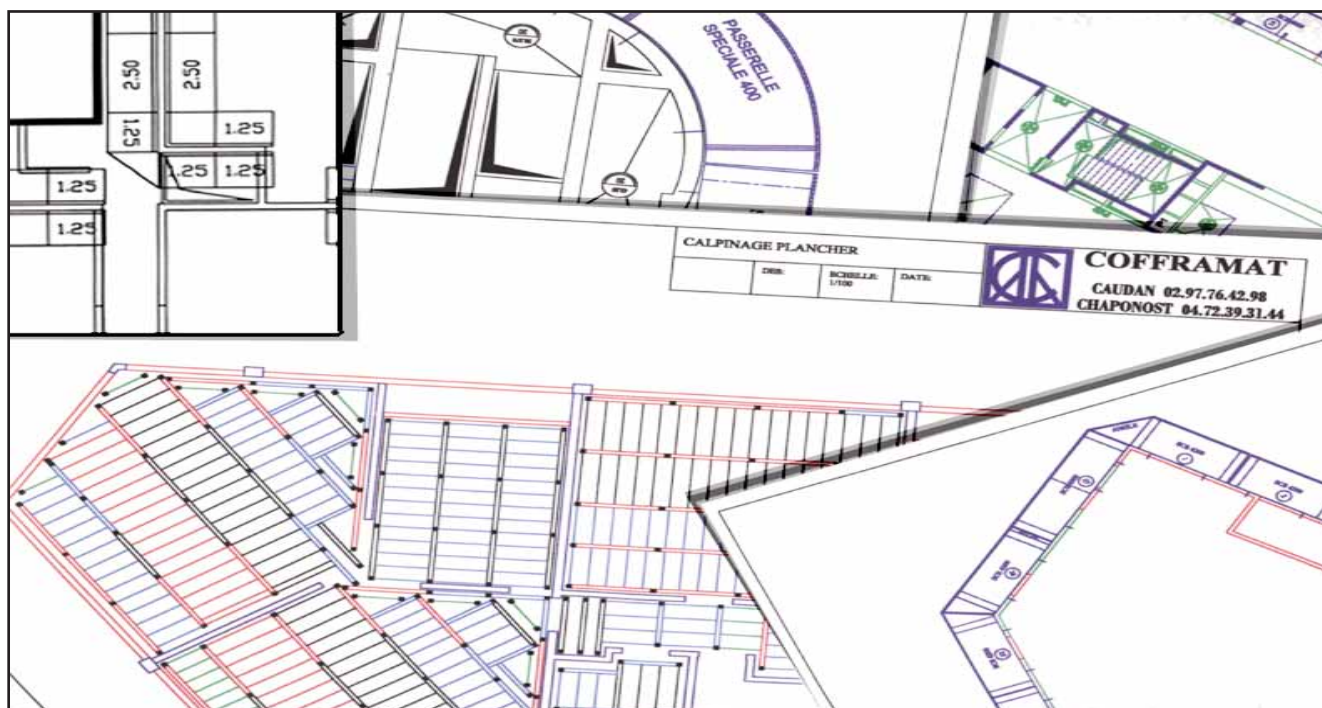 2.50
2.50
1.25
1.25
1.25
1.25
1.25
1.25
PASSERELLE
SPECIALE 400
CALPINAGE PLANCHER
ECHELLE:
1/100
DATE:
COFFRAMAT
CAUDAN 02.97.76.42.98
CHAPONOST 04.72.39.31.44
ANGLE